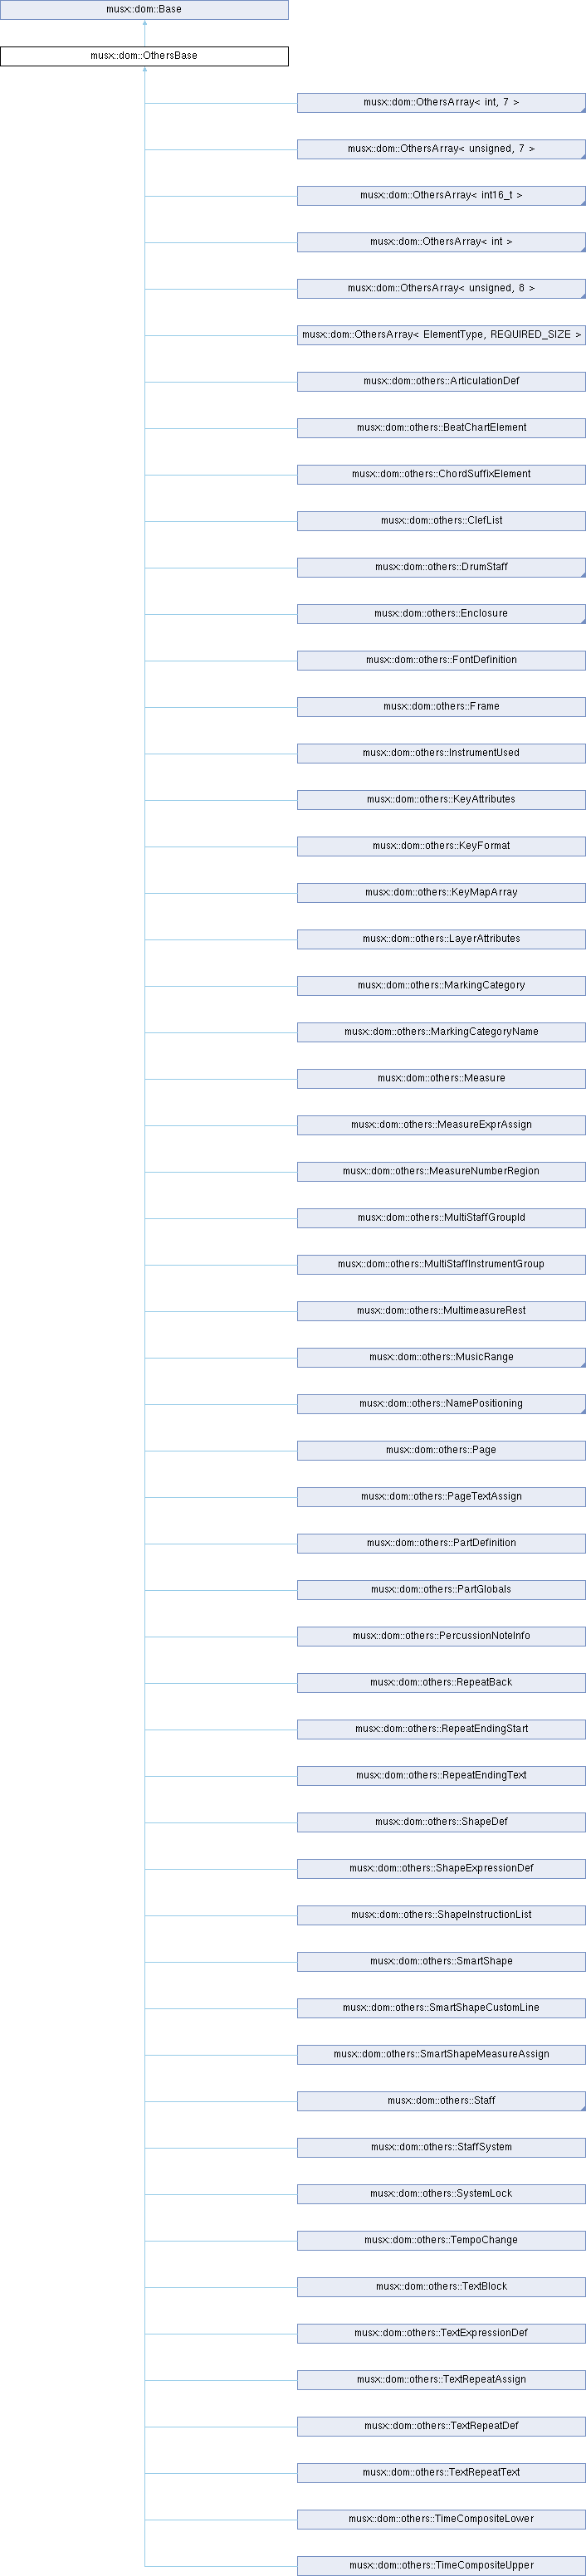 musx::dom::Base
musx::dom::OthersBase
musx::dom::OthersArray< int, 7 >
musx::dom::OthersArray< unsigned, 7 >
musx::dom::OthersArray< int16_t >
musx::dom::OthersArray< int >
musx::dom::OthersArray< unsigned, 8 >
musx::dom::OthersArray< ElementType, REQUIRED_SIZE >
musx::dom::others::ArticulationDef
musx::dom::others::BeatChartElement
musx::dom::others::ChordSuffixElement
musx::dom::others::ClefList
musx::dom::others::DrumStaff
musx::dom::others::Enclosure
musx::dom::others::FontDefinition
musx::dom::others::Frame
musx::dom::others::InstrumentUsed
musx::dom::others::KeyAttributes
musx::dom::others::KeyFormat
musx::dom::others::KeyMapArray
musx::dom::others::LayerAttributes
musx::dom::others::MarkingCategory
musx::dom::others::MarkingCategoryName
musx::dom::others::Measure
musx::dom::others::MeasureExprAssign
musx::dom::others::MeasureNumberRegion
musx::dom::others::MultiStaffGroupId
musx::dom::others::MultiStaffInstrumentGroup
musx::dom::others::MultimeasureRest
musx::dom::others::MusicRange
musx::dom::others::NamePositioning
musx::dom::others::Page
musx::dom::others::PageTextAssign
musx::dom::others::PartDefinition
musx::dom::others::PartGlobals
musx::dom::others::PercussionNoteInfo
musx::dom::others::RepeatBack
musx::dom::others::RepeatEndingStart
musx::dom::others::RepeatEndingText
musx::dom::others::ShapeDef
musx::dom::others::ShapeExpressionDef
musx::dom::others::ShapeInstructionList
musx::dom::others::SmartShape
musx::dom::others::SmartShapeCustomLine
musx::dom::others::SmartShapeMeasureAssign
musx::dom::others::Staff
musx::dom::others::StaffSystem
musx::dom::others::SystemLock
musx::dom::others::TempoChange
musx::dom::others::TextBlock
musx::dom::others::TextExpressionDef
musx::dom::others::TextRepeatAssign
musx::dom::others::TextRepeatDef
musx::dom::others::TextRepeatText
musx::dom::others::TimeCompositeLower
musx::dom::others::TimeCompositeUpper